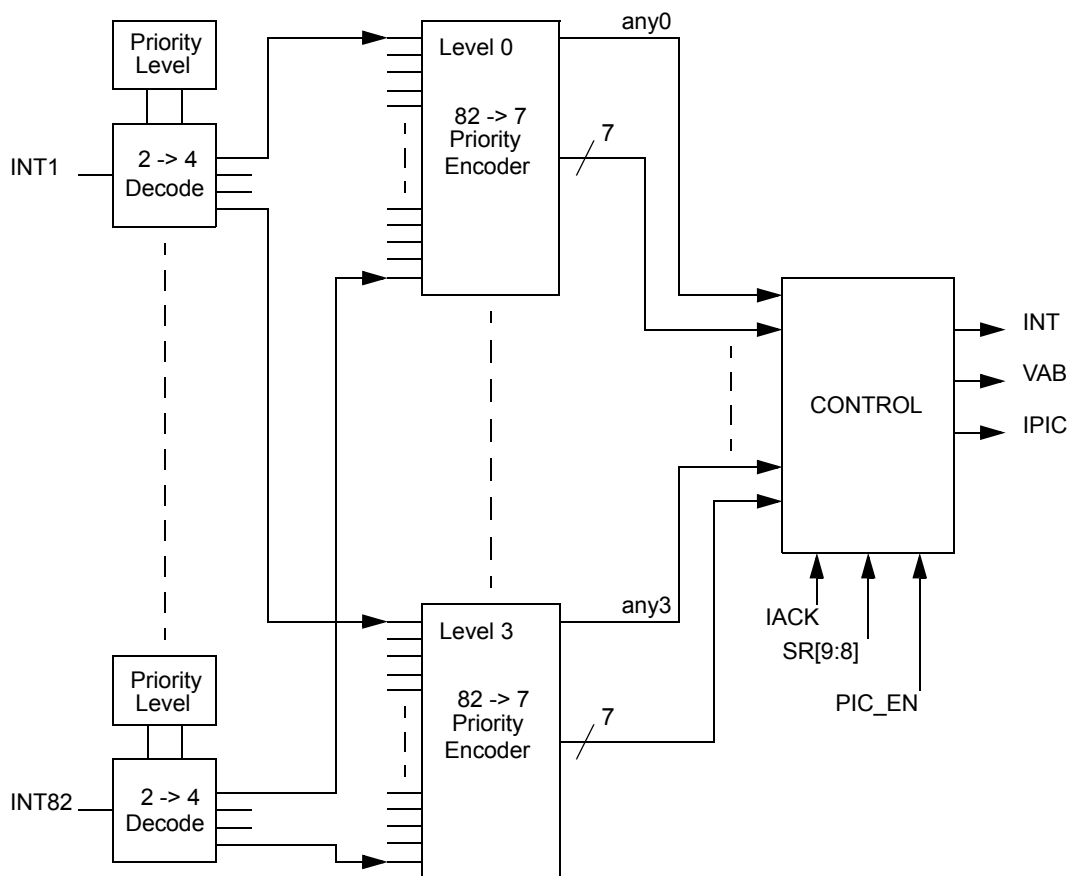 Priority
Level
INT1
2 -> 4
Decode
Level 0
82 -> 7
Priority
Encoder
any0
7
INT
VAB
IPIC
CONTROL
IACK
SR[9:8]
PIC_EN
any3
Level 3
82 -> 7
Priority
Encoder
7
Priority
Level
INT82
2 -> 4
Decode